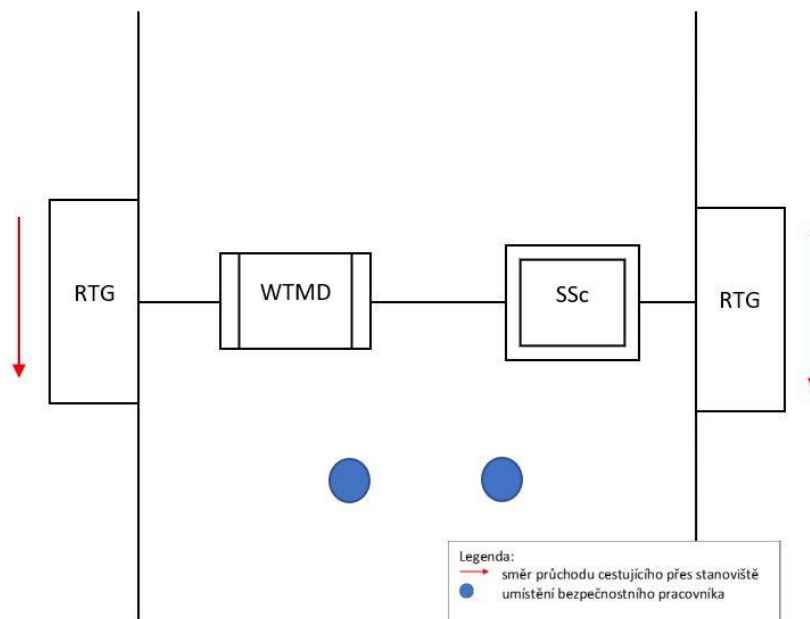 RTG
WTMD
SSc
RTG
Legenda:
směr průchodu cestujícího přes stanoviště
umístění bezpečnostního pracovníka